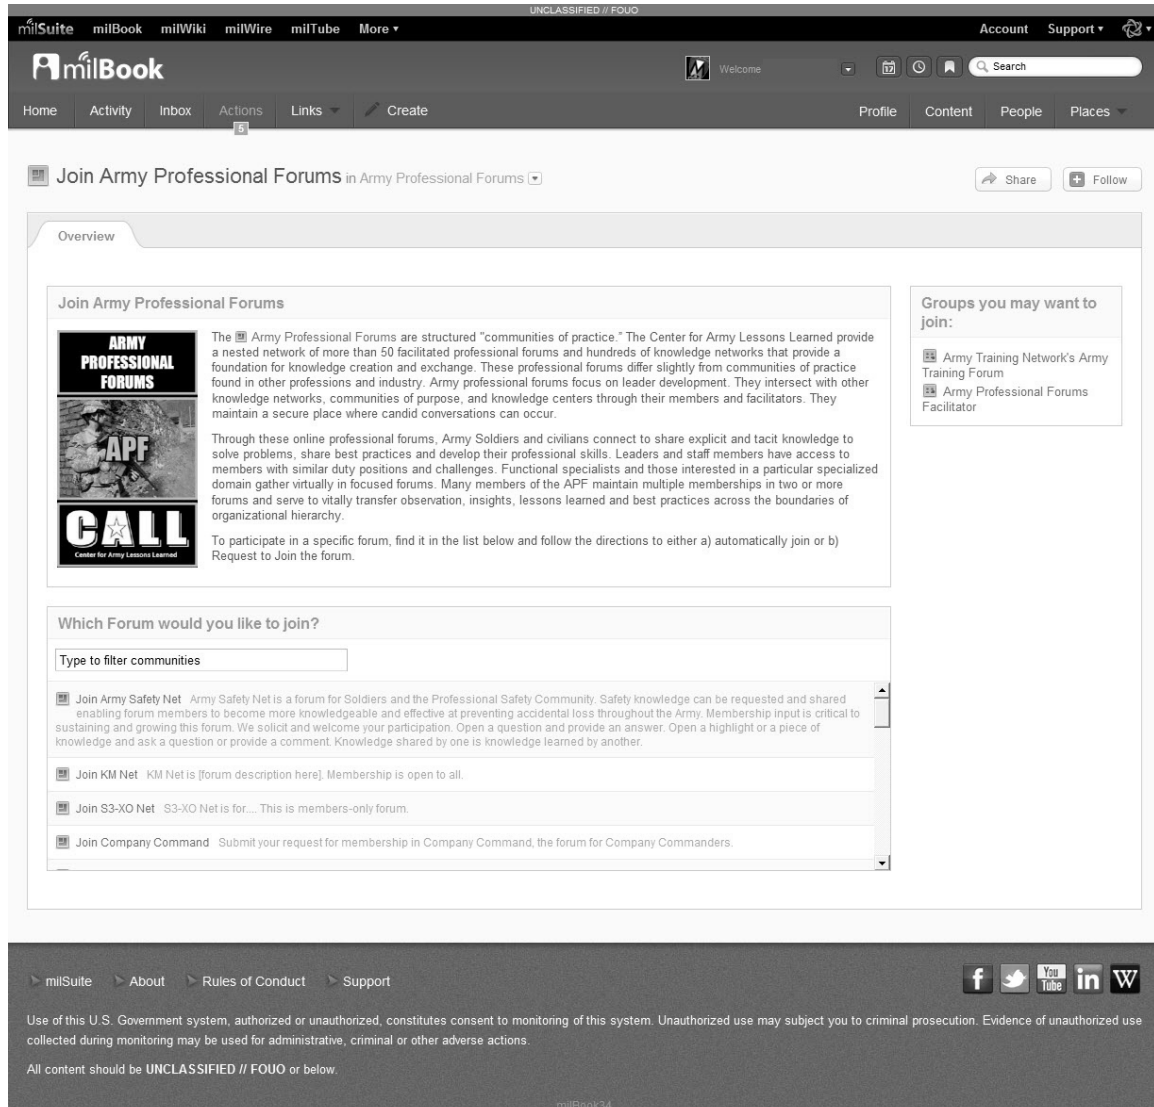 UNCLASSIFIED // FOUO
milSuite milBook milWiki milWire milTube More Account Support
milBook Welcome 17 Search
Home Activity Inbox Actions Links Create Profile Content People Places
5
Join Army Professional Forums in Army Professional Forums Share Follow
Overview
Join Army Professional Forums
ARMY
PROFESSIONAL
FORUMS
APF
CALL
Center for Army Lessons Learned
The Army Professional Forums are structured "communities of practice." The Center for Army Lessons Learned provide
a nested network of more than 50 facilitated professional forums and hundreds of knowledge networks that provide a
foundation for knowledge creation and exchange. These professional forums differ slightly from communities of practice
found in other professions and industry. Army professional forums focus on leader development. They intersect with other
knowledge networks, communities of purpose, and knowledge centers through their members and facilitators. They
maintain a secure place where candid conversations can occur.
Through these online professional forums, Army Soldiers and civilians connect to share explicit and tacit knowledge to
solve problems, share best practices and develop their professional skills. Leaders and staff members have access to
members with similar duty positions and challenges. Functional specialists and those interested in a particular specialized
domain gather virtually in focused forums. Many members of the APF maintain multiple memberships in two or more
forums and serve to vitally transfer observation, insights, lessons learned and best practices across the boundaries of
organizational hierarchy.
To participate in a specific forum, find it in the list below and follow the directions to either a) automatically join or b)
Request to Join the forum.
Groups you may want to
join:
Army Training Network's Army
Training Forum
Army Professional Forums
Facilitator
Which Forum would you like to join?
Type to filter communities
Join Army Safety Net Army Safety Net is a forum for Soldiers and the Professional Safety Community. Safety knowledge can be requested and shared
enabling forum members to become more knowledgeable and effective at preventing accidental loss throughout the Army. Membership input is critical to
sustaining and growing this forum. We solicit and welcome your participation. Open a question and provide an answer. Open a highlight or a piece of
knowledge and ask a question or provide a comment. Knowledge shared by one is knowledge learned by another.
Join KM Net KM Net is [forum description here]. Membership is open to all.
Join S3-XO Net S3-XO Net is for.... This is members-only forum.
Join Company Command Submit your request for membership in Company Command, the forum for Company Commanders.
milSuite About Rules of Conduct Support f You Tube in W
Use of this U.S. Government system, authorized or unauthorized, constitutes consent to monitoring of this system. Unauthorized use may subject you to criminal prosecution. Evidence of unauthorized use
collected during monitoring may be used for administrative, criminal or other adverse actions.
All content should be UNCLASSIFIED // FOUO or below.
milBook34